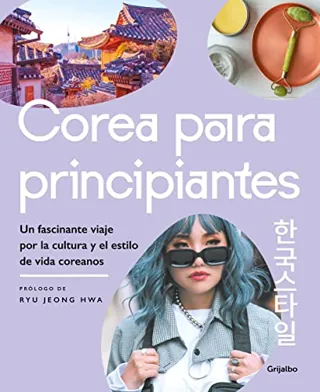 Corea para
principiantes
Un fascinante viaje
por la cultura y el estilo
de vida coreanos
PRÓLOGO DE
RYU JEONG HWA
한국스타일
Grijalbo